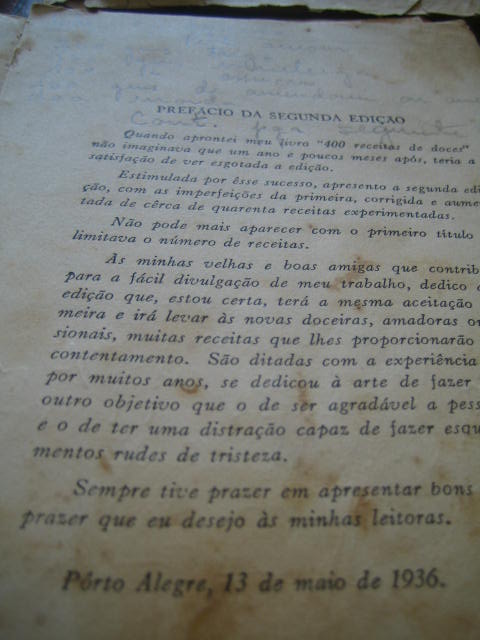 PREFÁCIO DA SEGUNDA EDIÇÃO
Quando aprontei meu livro "400 receitas de doces"
não imaginava que um ano e poucos meses após, teria a
satisfação de ver esgotada a edição.
Estimulada por êsse sucesso, apresento a segunda edi
ção, com as imperfeições da primeira, corrigida e aume
tada de cêrca de quarenta receitas experimentadas.
Não pode mais aparecer com o primeiro título
limitava o número de receitas.
Às minhas velhas e boas amigas que contrib
para a fácil divulgação de meu trabalho, dedico
edição que, estou certa, terá a mesma aceitação
meira e irá levar às novas doceiras, amadoras o
sionais, muitas receitas que lhes proporcionarão
contentamento. São ditadas com a experiência
por muitos anos, se dedicou à arte de fazer
outro objetivo que o de ser agradável a pess
e o de ter uma distração capaz de fazer esqu
mentos rudes de tristeza.
Sempre tive prazer em apresentar bons
prazer que eu desejo às minhas leitoras.
Pôrto Alegre, 13 de maio de 1936.